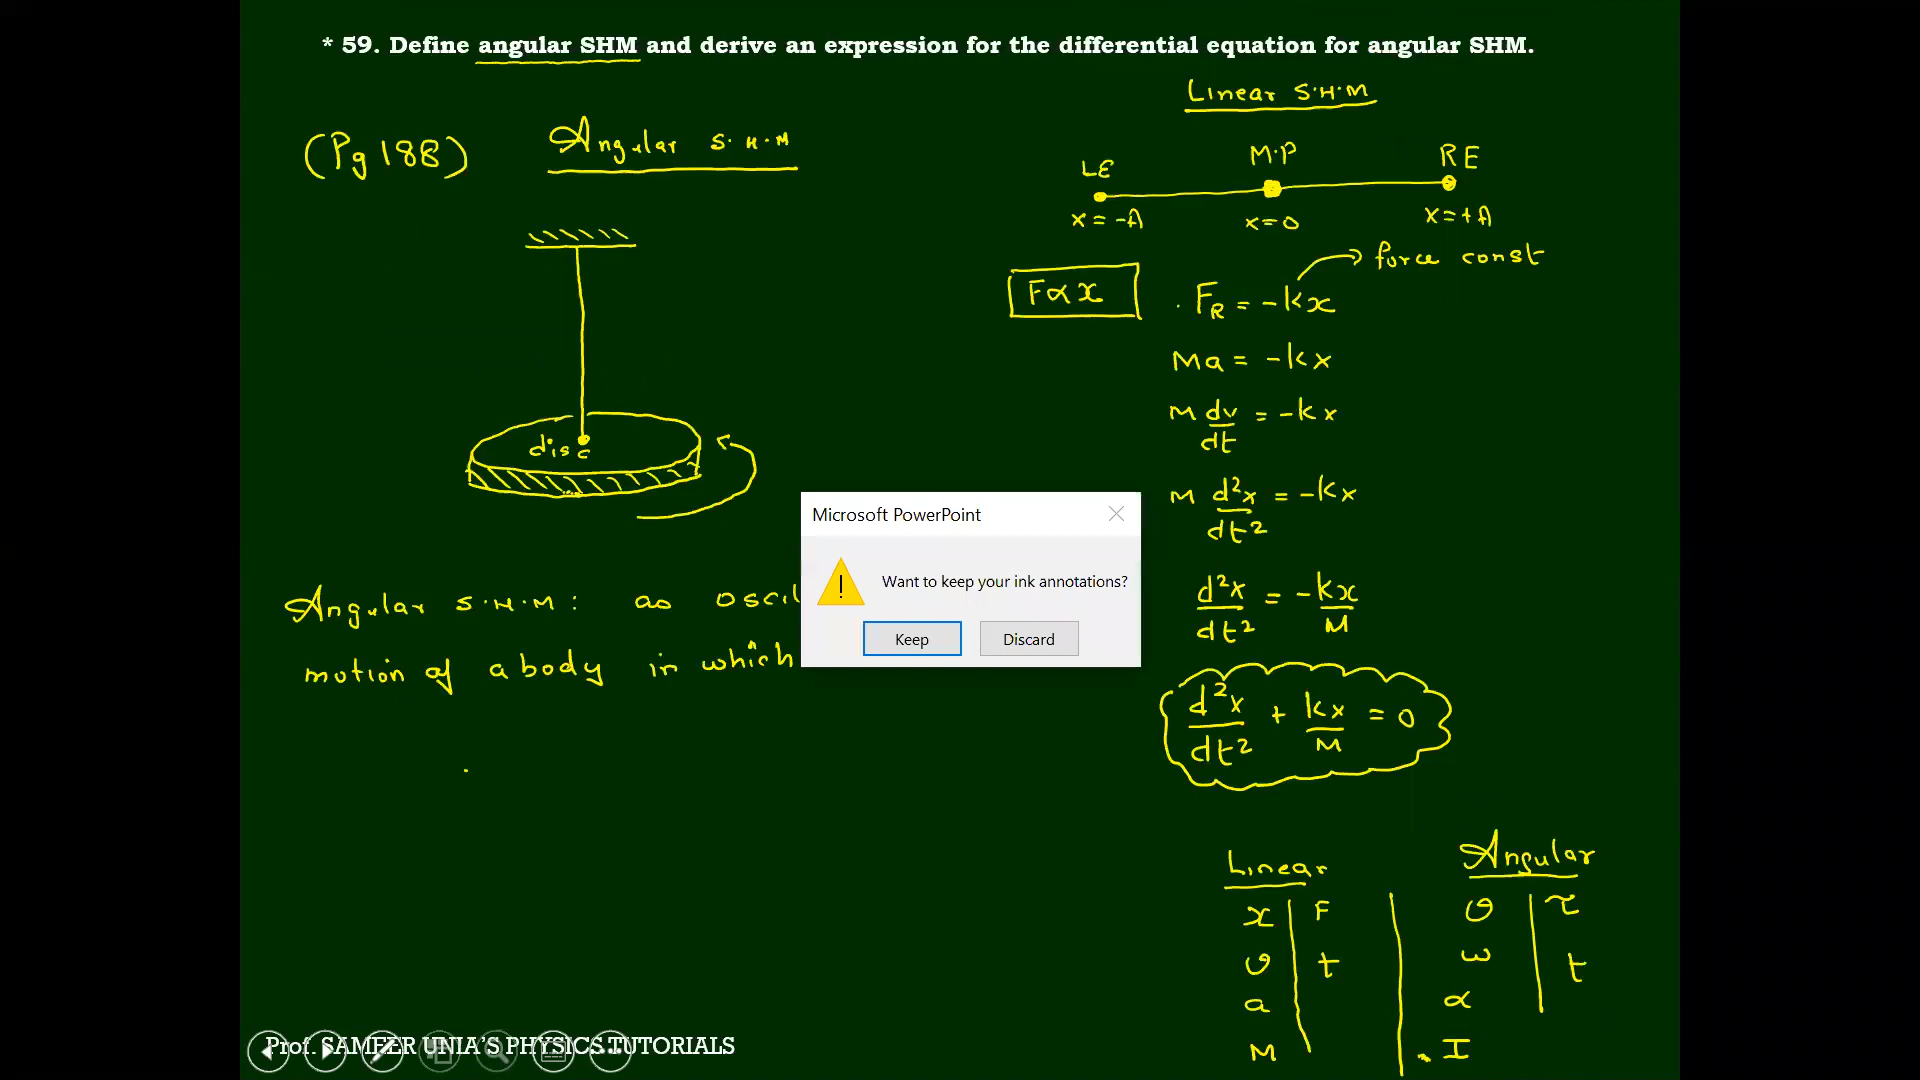 * 59. Define angular SHM and derive an expression for the differential equation for angular SHM.
(Pg 188)
Angular S.H.M
disc
Angular S.H.M : as oscil
motion of a body in which
Linear S.H.M
LE M.P RE
x = -A x=0 x=+A
force const
F∝x
F_R = -kx
Ma = -kx
M dv/dt = -kx
M d²x/dt² = -kx
d²x/dt² = -kx/M
d²x/dt² + kx/M = 0
Microsoft PowerPoint
Want to keep your ink annotations?
Keep Discard
Linear Angular
x F θ τ
v t ω t
a α
M I
Prof. SAMEER UNIA'S PHYSICS TUTORIALS